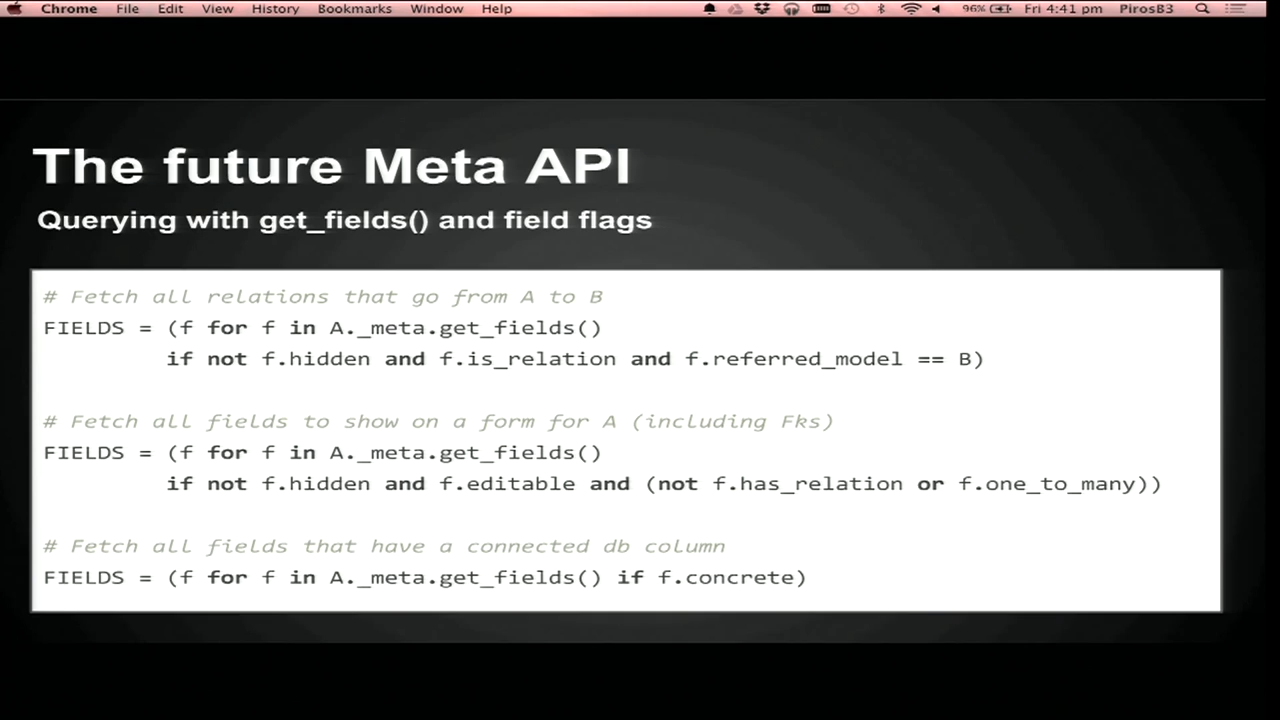 Chrome File Edit View History Bookmarks Window Help 96% Fri 4:41 pm PirosB3
The future Meta API
Querying with get_fields() and field flags
# Fetch all relations that go from A to B
FIELDS = (f for f in A._meta.get_fields()
if not f.hidden and f.is_relation and f.referred_model == B)
# Fetch all fields to show on a form for A (including Fks)
FIELDS = (f for f in A._meta.get_fields()
if not f.hidden and f.editable and (not f.has_relation or f.one_to_many))
# Fetch all fields that have a connected db column
FIELDS = (f for f in A._meta.get_fields() if f.concrete)